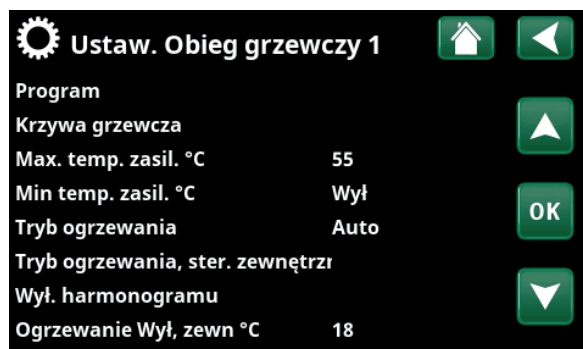 Ustaw. Obieg grzewczy 1
Program
Krzywa grzewcza
Max. temp. zasil. °C 55
Min temp. zasil. °C Wył
Tryb ogrzewania Auto
OK
Tryb ogrzewania, ster. zewnętrzr
Wył. harmonogramu
Ogrzewanie Wył, zewn °C 18